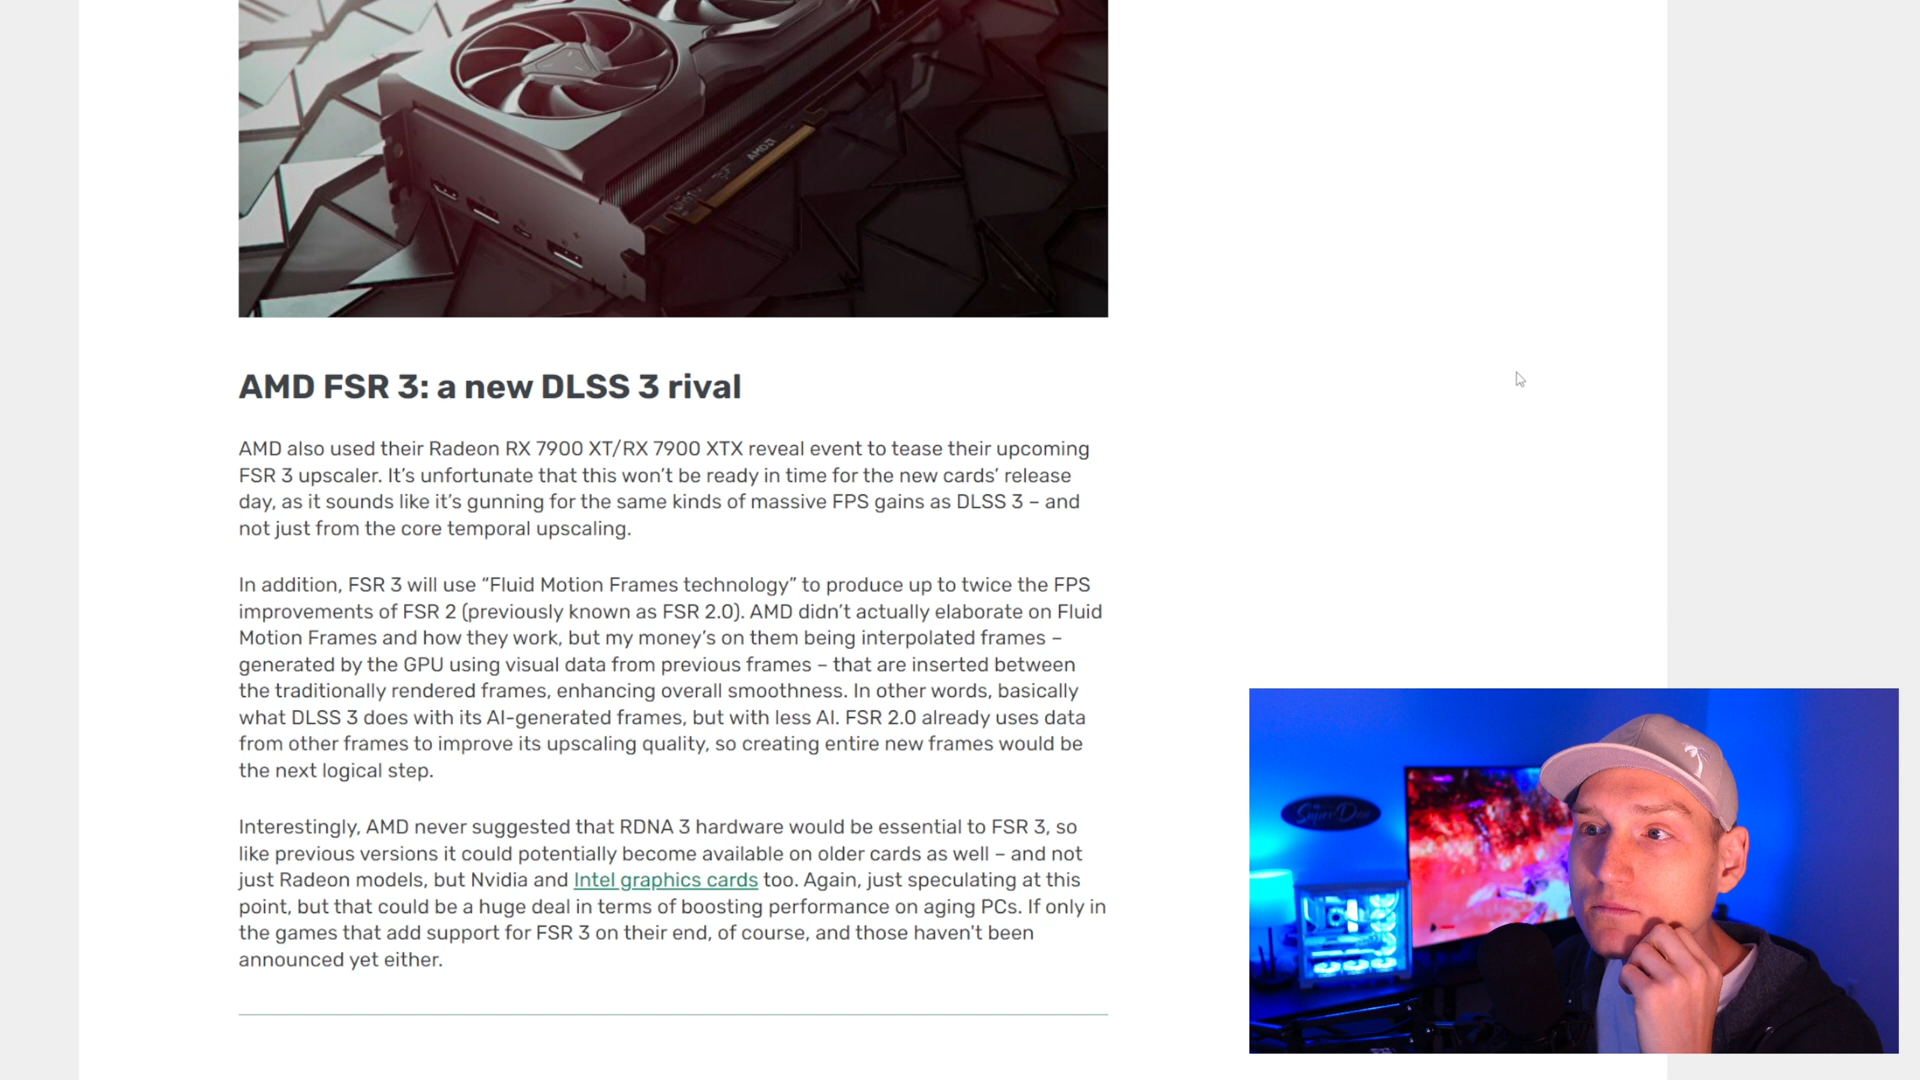 AMD
AMD FSR 3: a new DLSS 3 rival
AMD also used their Radeon RX 7900 XT/RX 7900 XTX reveal event to tease their upcoming
FSR 3 upscaler. It’s unfortunate that this won’t be ready in time for the new cards’ release
day, as it sounds like it’s gunning for the same kinds of massive FPS gains as DLSS 3 – and
not just from the core temporal upscaling.
In addition, FSR 3 will use “Fluid Motion Frames technology” to produce up to twice the FPS
improvements of FSR 2 (previously known as FSR 2.0). AMD didn’t actually elaborate on Fluid
Motion Frames and how they work, but my money’s on them being interpolated frames –
generated by the GPU using visual data from previous frames – that are inserted between
the traditionally rendered frames, enhancing overall smoothness. In other words, basically
what DLSS 3 does with its AI-generated frames, but with less AI. FSR 2.0 already uses data
from other frames to improve its upscaling quality, so creating entire new frames would be
the next logical step.
Interestingly, AMD never suggested that RDNA 3 hardware would be essential to FSR 3, so
like previous versions it could potentially become available on older cards as well – and not
just Radeon models, but Nvidia and Intel graphics cards too. Again, just speculating at this
point, but that could be a huge deal in terms of boosting performance on aging PCs. If only in
the games that add support for FSR 3 on their end, of course, and those haven't been
announced yet either.